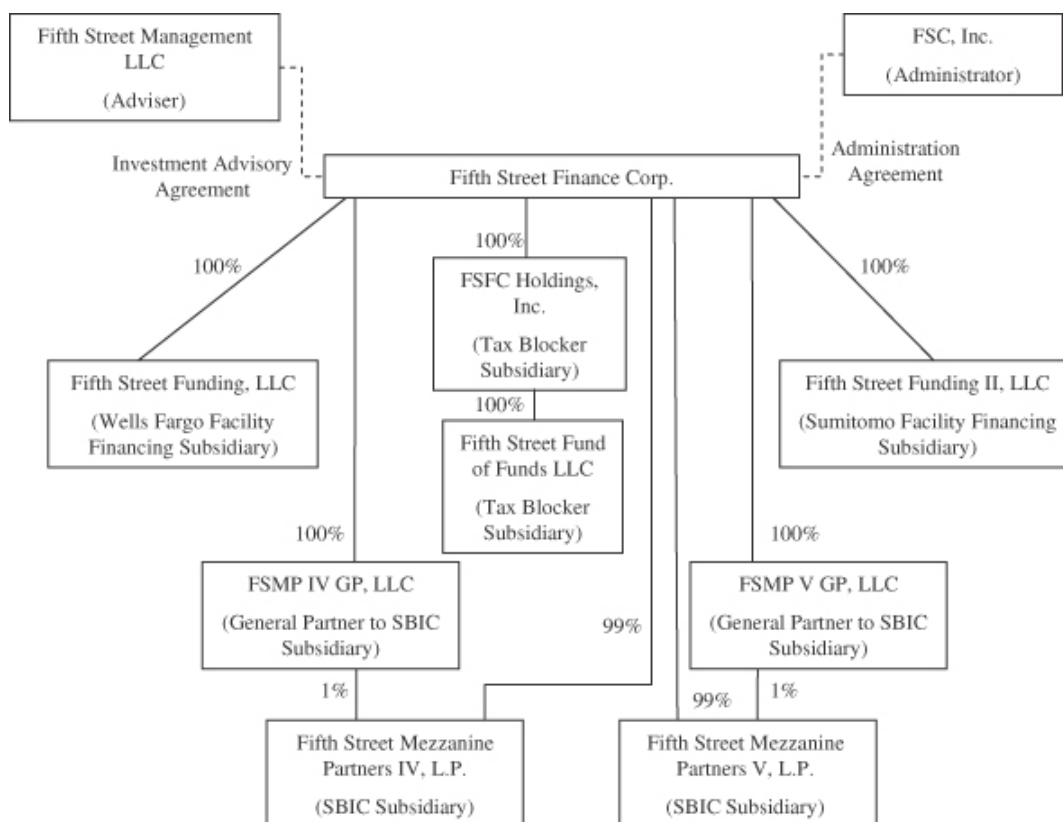 Fifth Street Management
LLC
(Adviser)
FSC, Inc.
(Administrator)
Investment Advisory
Agreement
Administration
Agreement
Fifth Street Finance Corp.
100%
100%
100%
FSFC Holdings,
Inc.
(Tax Blocker
Subsidiary)
Fifth Street Funding, LLC
(Wells Fargo Facility
Financing Subsidiary)
100%
Fifth Street Fund
of Funds LLC
(Tax Blocker
Subsidiary)
Fifth Street Funding II, LLC
(Sumitomo Facility Financing
Subsidiary)
100%
100%
FSMP IV GP, LLC
(General Partner to SBIC
Subsidiary)
99%
FSMP V GP, LLC
(General Partner to SBIC
Subsidiary)
1%
99%
1%
Fifth Street Mezzanine
Partners IV, L.P.
(SBIC Subsidiary)
Fifth Street Mezzanine
Partners V, L.P.
(SBIC Subsidiary)